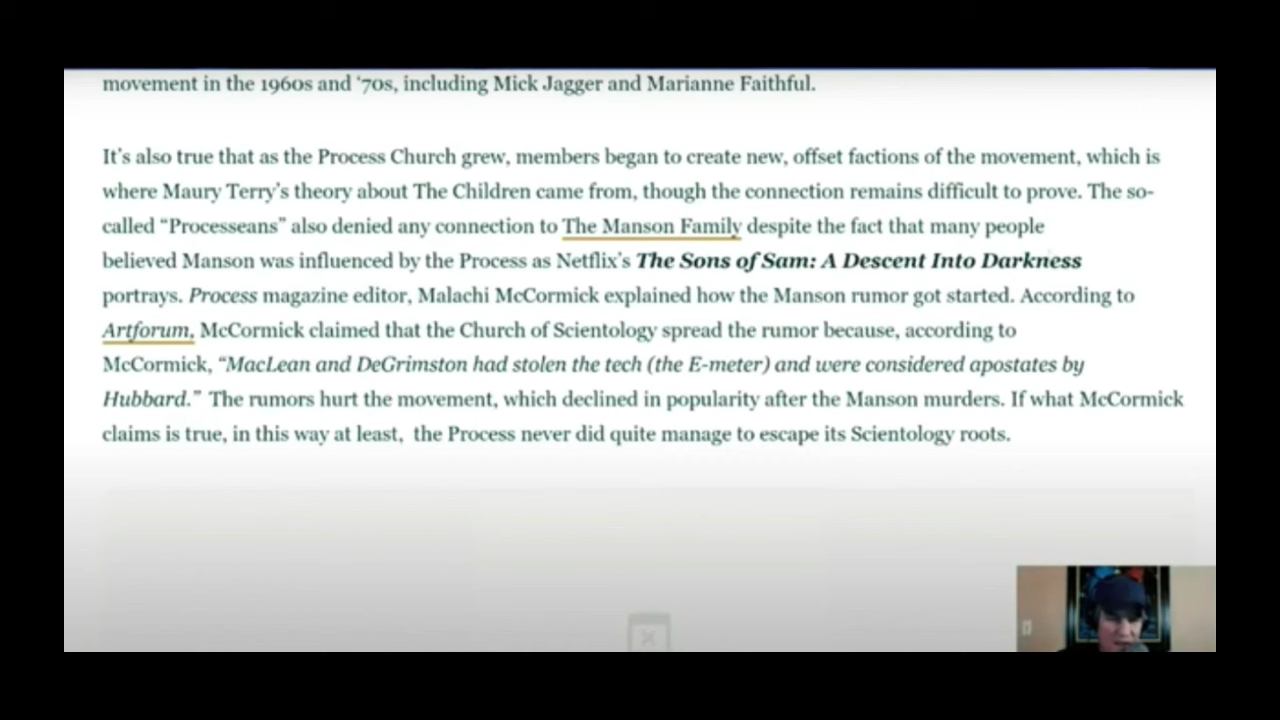 movement in the 1960s and ‘70s, including Mick Jagger and Marianne Faithful.
It’s also true that as the Process Church grew, members began to create new, offset factions of the movement, which is
where Maury Terry’s theory about The Children came from, though the connection remains difficult to prove. The so-
called “Processeans” also denied any connection to The Manson Family despite the fact that many people
believed Manson was influenced by the Process as Netflix’s The Sons of Sam: A Descent Into Darkness
portrays. Process magazine editor, Malachi McCormick explained how the Manson rumor got started. According to
Artforum, McCormick claimed that the Church of Scientology spread the rumor because, according to
McCormick, “MacLean and DeGrimston had stolen the tech (the E-meter) and were considered apostates by
Hubbard.” The rumors hurt the movement, which declined in popularity after the Manson murders. If what McCormick
claims is true, in this way at least, the Process never did quite manage to escape its Scientology roots.